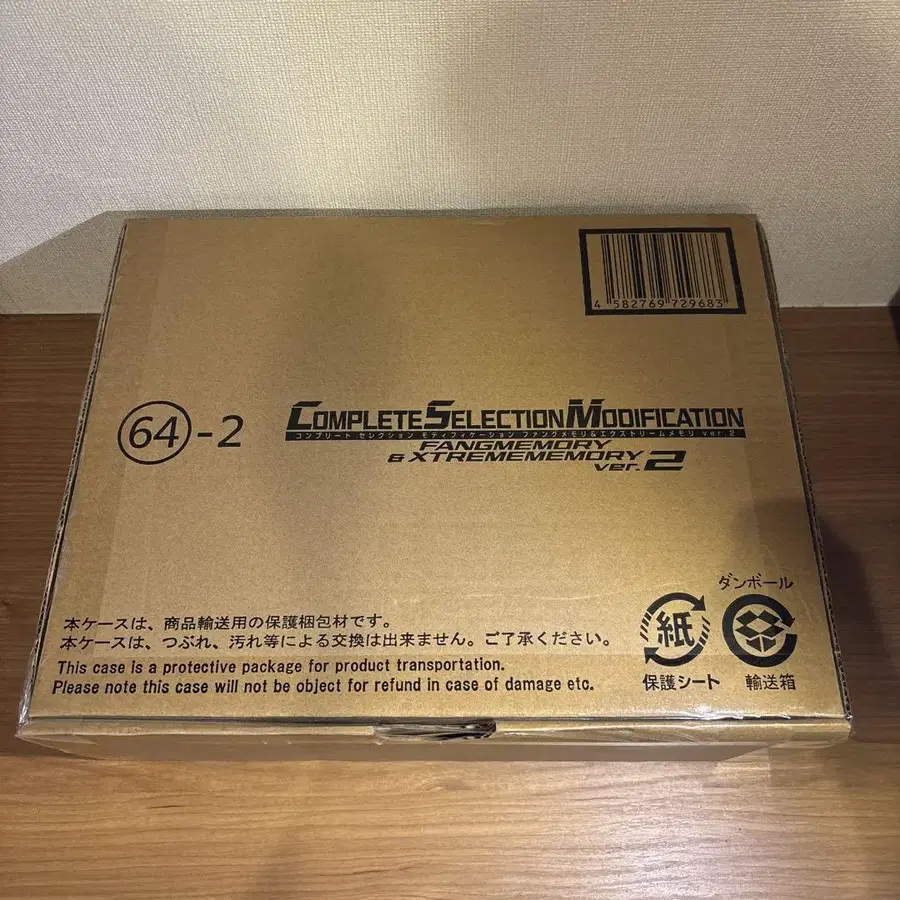 4 582769 729683
64-2
COMPLETE SELECTION MODIFICATION
コンプリート セレクション モディフィケーション ファングメモリ&エクストリームメモリ ver.2
FANGMEMORY
& XTREMEMEMORY
ver.2
ダンボール
紙
保護シート
輸送箱
本ケースは、商品輸送用の保護梱包材です。
本ケースは、つぶれ、汚れ等による交換は出来ません。ご了承ください。
This case is a protective package for product transportation.
Please note this case will not be object for refund in case of damage etc.